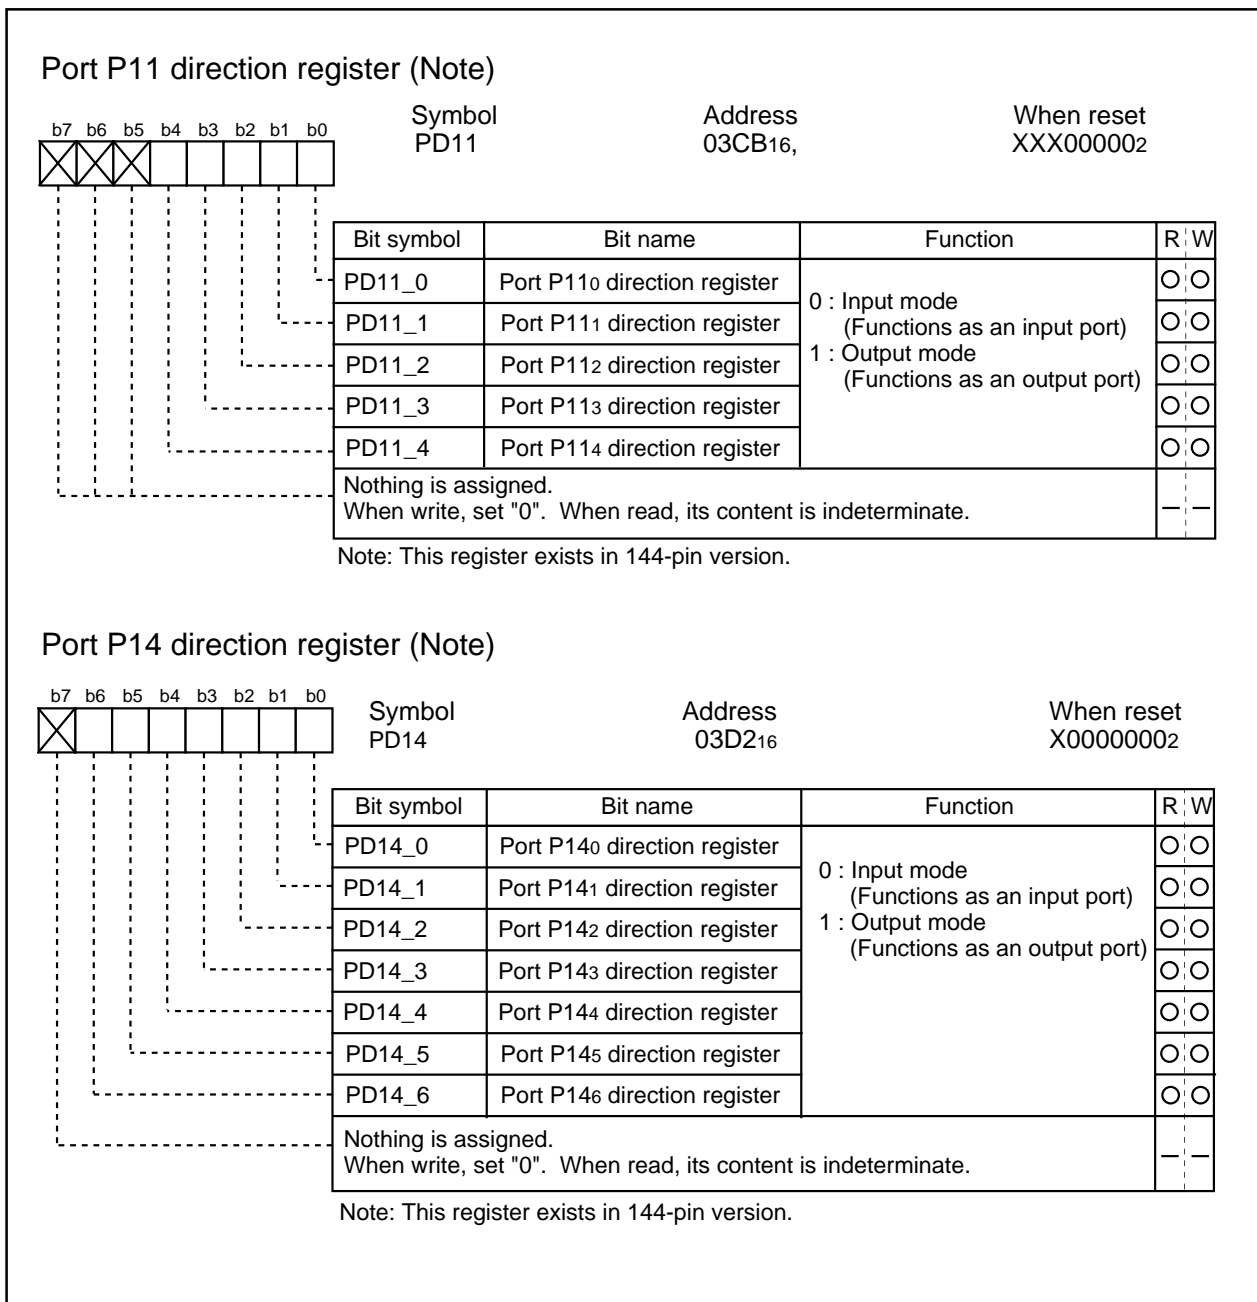 Port P11 direction register (Note)
Symbol Address When reset
PD11 03CB16, XXX000002
b7 b6 b5 b4 b3 b2 b1 b0
Bit symbol Bit name Function R W
PD11_0 Port P110 direction register
PD11_1 Port P111 direction register
PD11_2 Port P112 direction register
PD11_3 Port P113 direction register
PD11_4 Port P114 direction register
0 : Input mode
(Functions as an input port)
1 : Output mode
(Functions as an output port)
Nothing is assigned.
When write, set "0". When read, its content is indeterminate.
Note: This register exists in 144-pin version.
Port P14 direction register (Note)
b7 b6 b5 b4 b3 b2 b1 b0
Symbol Address When reset
PD14 03D216 X00000002
Bit symbol Bit name Function R W
PD14_0 Port P140 direction register
PD14_1 Port P141 direction register
PD14_2 Port P142 direction register
PD14_3 Port P143 direction register
PD14_4 Port P144 direction register
PD14_5 Port P145 direction register
PD14_6 Port P146 direction register
0 : Input mode
(Functions as an input port)
1 : Output mode
(Functions as an output port)
Nothing is assigned.
When write, set "0". When read, its content is indeterminate.
Note: This register exists in 144-pin version.